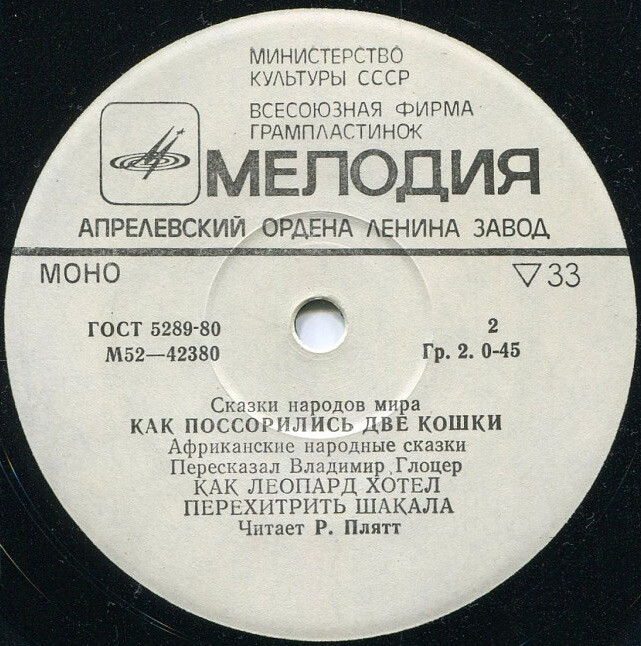 МИНИСТЕРСТВО
КУЛЬТУРЫ СССР
ВСЕСОЮЗНАЯ ФИРМА
ГРАМПЛАСТИНОК
МЕЛОДИЯ
АПРЕЛЕВСКИЙ ОРДЕНА ЛЕНИНА ЗАВОД
МОНО ▽ 33
ГОСТ 5289-80 2
М52—42380 Гр. 2. 0-45
Сказки народов мира
КАК ПОССОРИЛИСЬ ДВЕ КОШКИ
Африканские народные сказки
Пересказал Владимир Глоцер
КАК ЛЕОПАРД ХОТЕЛ
ПЕРЕХИТРИТЬ ШАКАЛА
Читает Р. Плятт